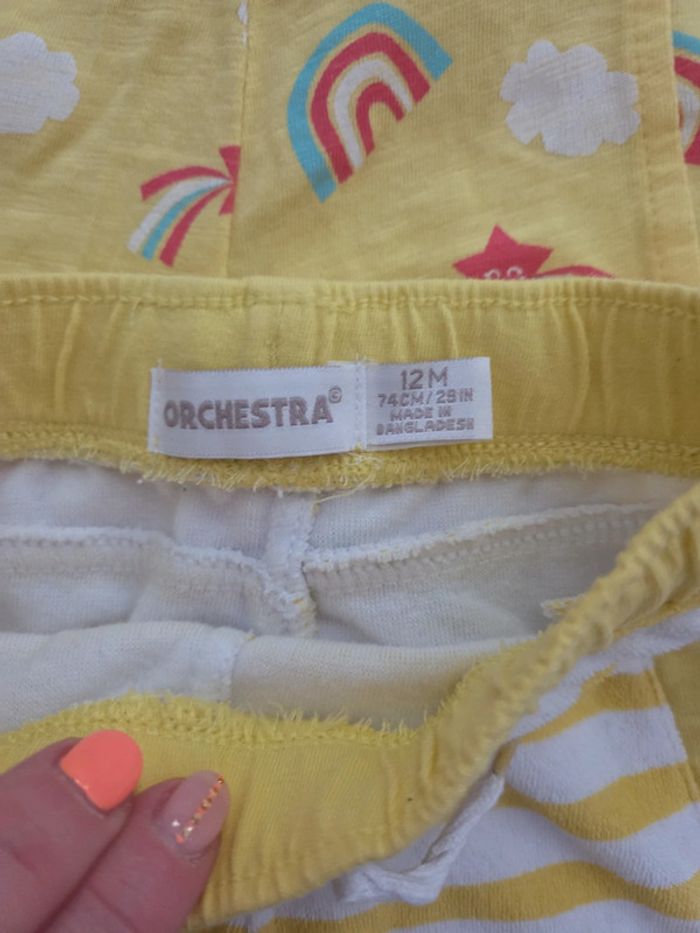 ORCHESTRA©
12M
74CM/29IN
MADE IN
BANGLADESH